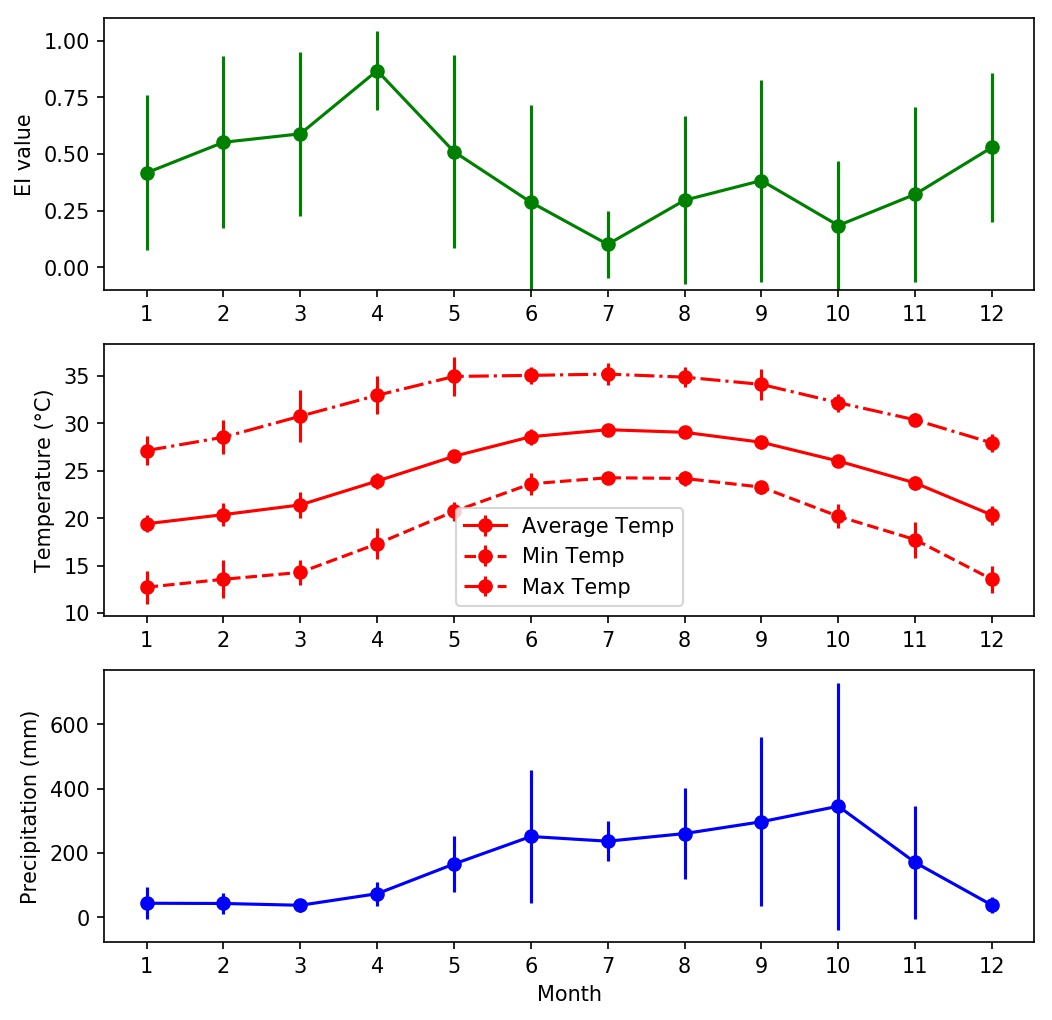 EI value
1.00
0.75
0.50
0.25
0.00
1 2 3 4 5 6 7 8 9 10 11 12
Temperature (°C)
35
30
25
20
15
10
Average Temp
Min Temp
Max Temp
1 2 3 4 5 6 7 8 9 10 11 12
Precipitation (mm)
600
400
200
0
1 2 3 4 5 6 7 8 9 10 11 12
Month